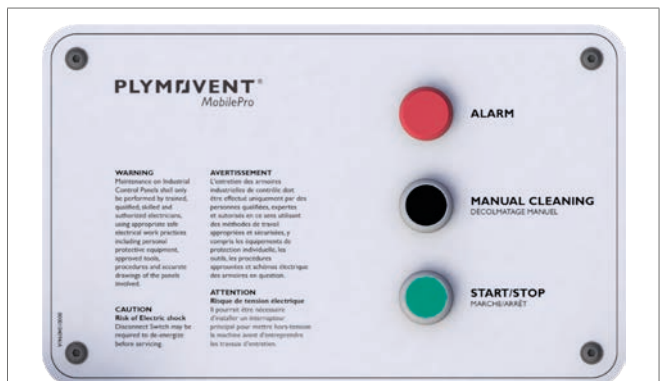 PLYMOVENT®
MobilePro
WARNING
Maintenance on Industrial
Control Panels shall only
be performed by trained,
qualified, skilled and
authorized electricians,
using appropriate safe
electrical work practices
including personal
protective equipment,
approved tools,
procedures and accurate
drawings of the panels
involved.
CAUTION
Risk of Electric shock
Disconnect Switch may be
required to de-energize
before servicing.
AVERTISSEMENT
L'entretien des armoires
industrielles de contrôle doit
être effectué uniquement par des
personnes qualifiées, expertes
et autorisés en ce sens utilisant
des méthodes de travail
appropriées et sécurisées, y
compris les équipements de
protection individuelle, les
outils, les procédures
approuvées et schémas électrique
des armoires en question.
ATTENTION
Risque de tension électrique
Il pourrait être nécessaire
d'installer un interrupteur
principal pour mettre hors-tension
la machine avant d'entreprendre
les travaux d'entretien.
ALARM
MANUAL CLEANING
DÉCOLMATAGE MANUEL
START/STOP
MARCHE/ARRÊT